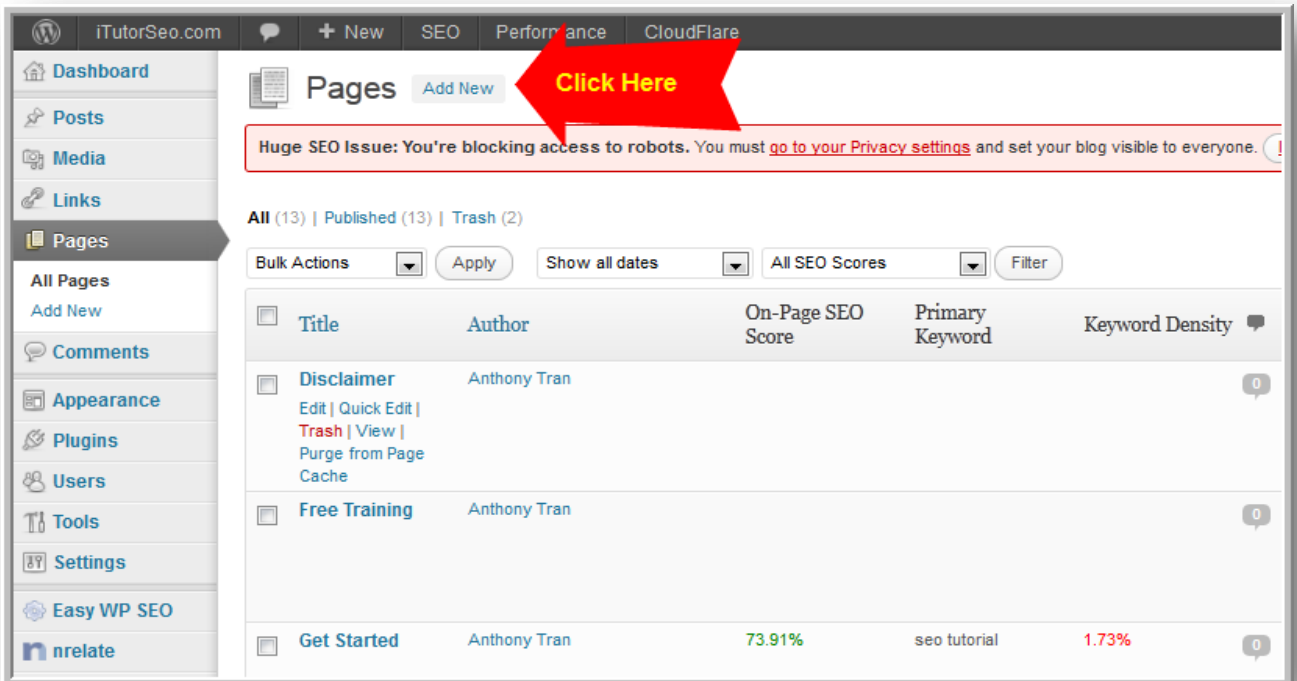 iTutorSeo.com + New SEO Performance CloudFlare
Dashboard
Posts
Media
Links
Pages
All Pages
Add New
Comments
Appearance
Plugins
Users
Tools
Settings
Easy WP SEO
nrelate
Pages Add New
Click Here
Huge SEO Issue: You're blocking access to robots. You must go to your Privacy settings and set your blog visible to everyone.
All (13) | Published (13) | Trash (2)
Bulk Actions Apply Show all dates All SEO Scores Filter
Title Author On-Page SEO Score Primary Keyword Keyword Density
Disclaimer Anthony Tran 0
Edit | Quick Edit |
Trash | View |
Purge from Page
Cache
Free Training Anthony Tran 0
Get Started Anthony Tran 73.91% seo tutorial 1.73% 0